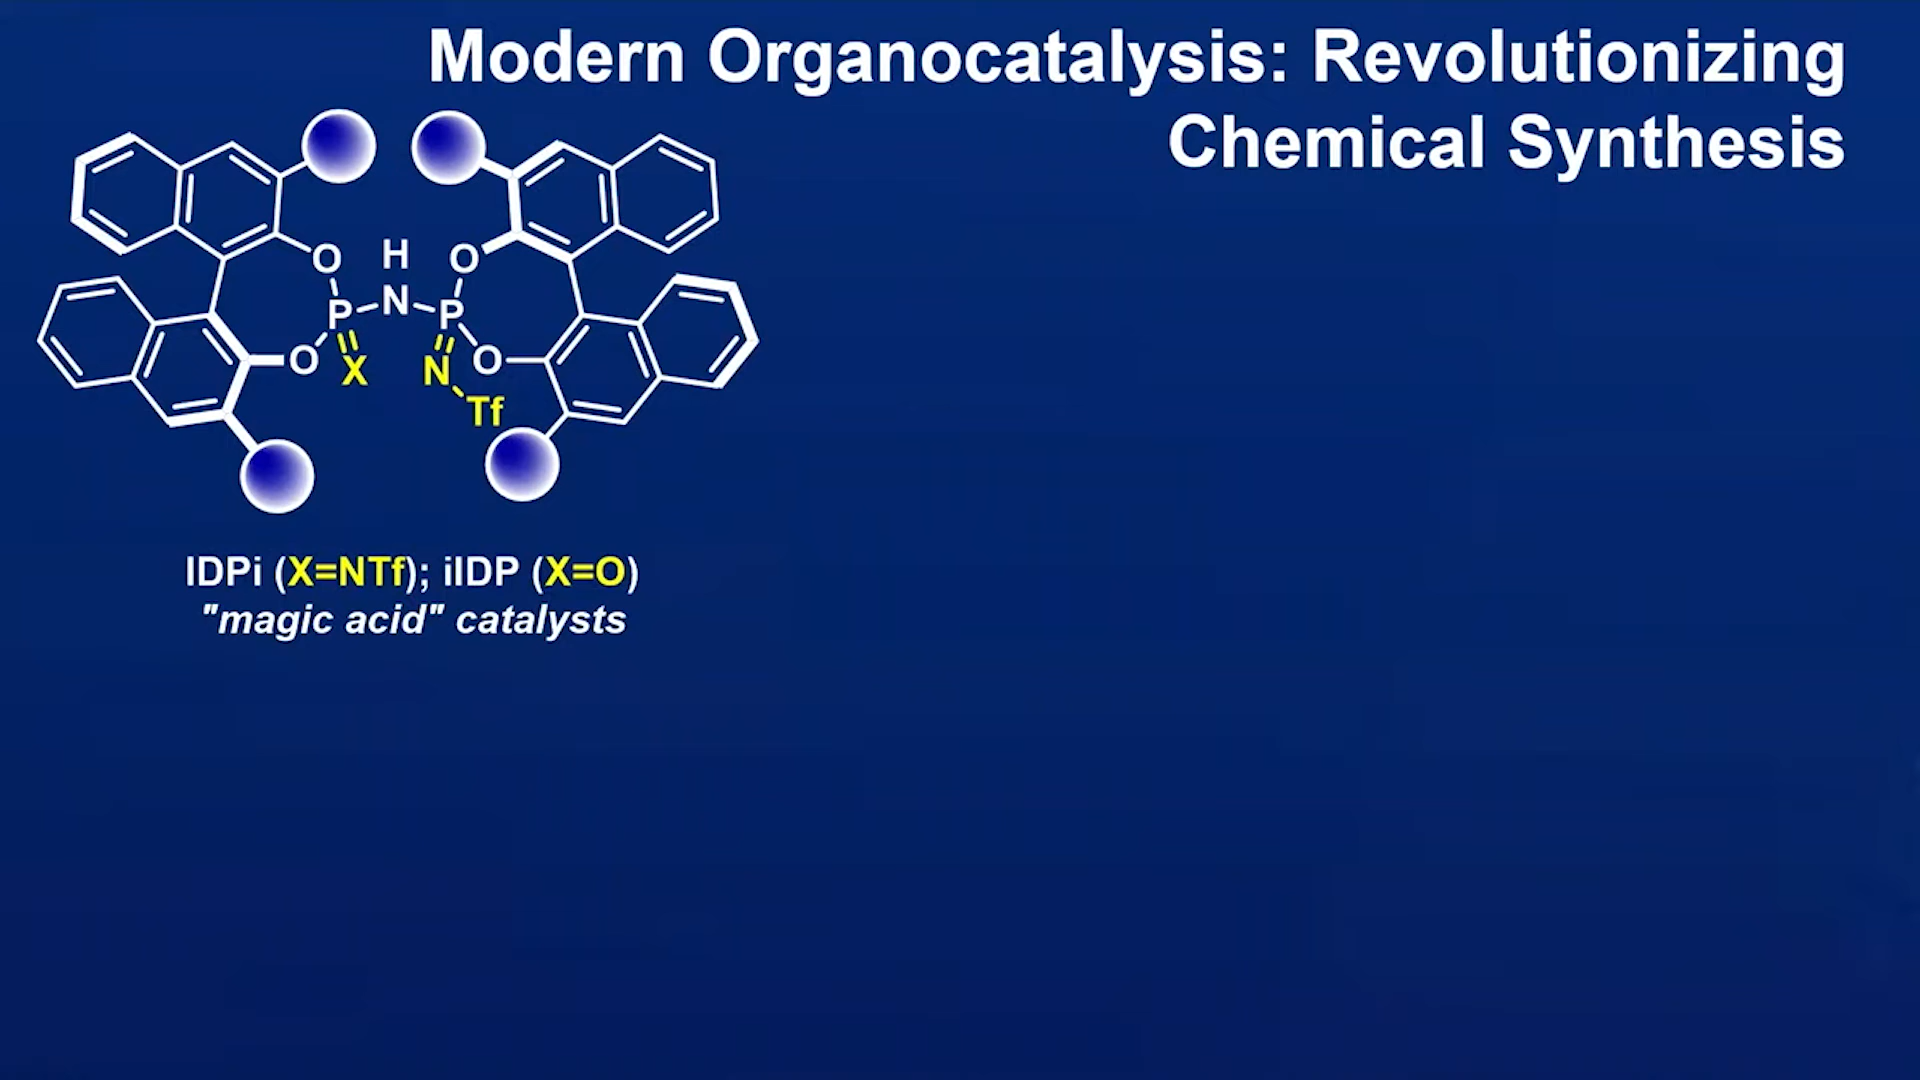 Modern Organocatalysis: Revolutionizing
Chemical Synthesis
O H O
P N P
O X N O
Tf
IDPi (X=NTf); iIDP (X=O)
"magic acid" catalysts